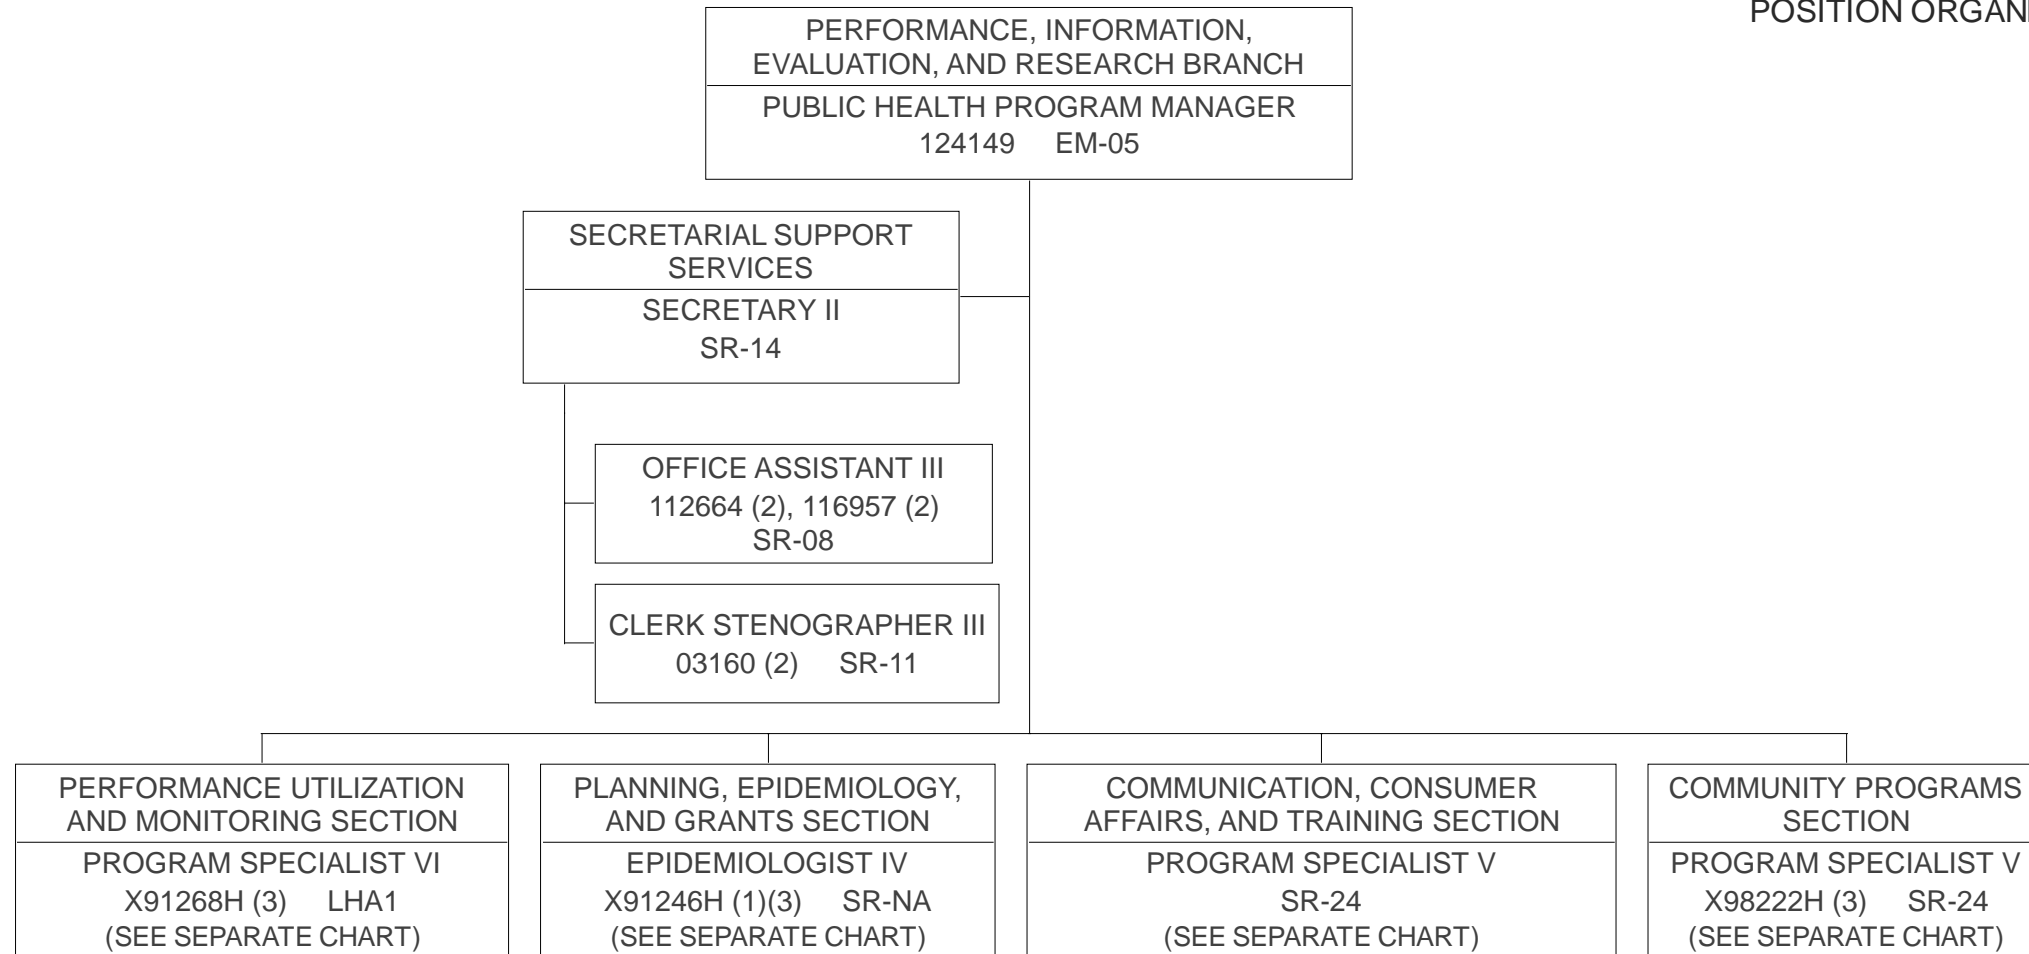 POSITION ORGAN
PERFORMANCE, INFORMATION,
EVALUATION, AND RESEARCH BRANCH
PUBLIC HEALTH PROGRAM MANAGER
124149 EM-05
SECRETARIAL SUPPORT
SERVICES
SECRETARY II
SR-14
OFFICE ASSISTANT III
112664 (2), 116957 (2)
SR-08
CLERK STENOGRAPHER III
03160 (2) SR-11
PERFORMANCE UTILIZATION
AND MONITORING SECTION
PROGRAM SPECIALIST VI
X91268H (3) LHA1
(SEE SEPARATE CHART)
PLANNING, EPIDEMIOLOGY,
AND GRANTS SECTION
EPIDEMIOLOGIST IV
X91246H (1)(3) SR-NA
(SEE SEPARATE CHART)
COMMUNICATION, CONSUMER
AFFAIRS, AND TRAINING SECTION
PROGRAM SPECIALIST V
SR-24
(SEE SEPARATE CHART)
COMMUNITY PROGRAMS
SECTION
PROGRAM SPECIALIST V
X98222H (3) SR-24
(SEE SEPARATE CHART)